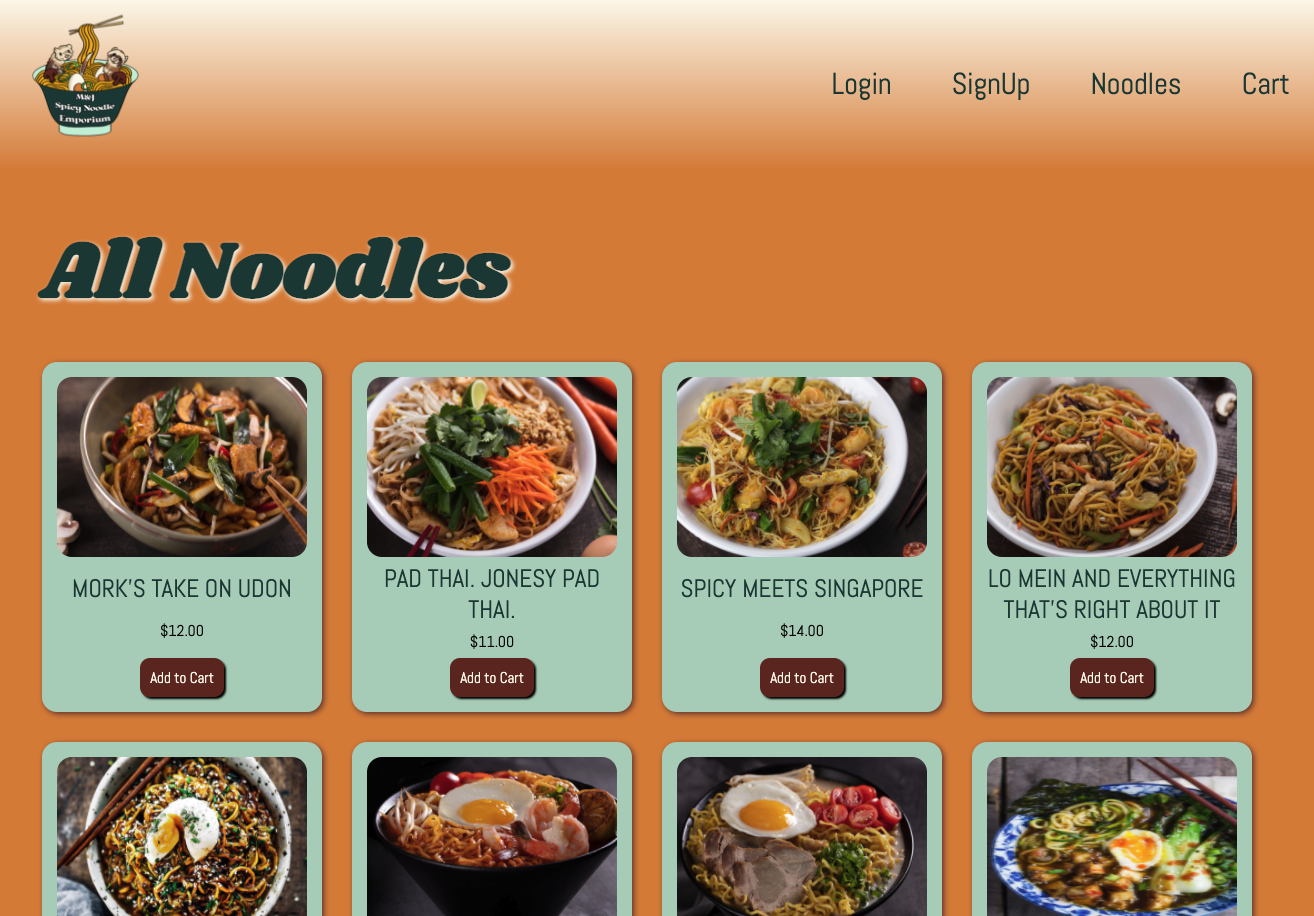 M&J
Spicy Noodle
Emporium
Login SignUp Noodles Cart
All Noodles
MORK'S TAKE ON UDON
$12.00
Add to Cart
PAD THAI. JONESY PAD
THAI.
$11.00
Add to Cart
SPICY MEETS SINGAPORE
$14.00
Add to Cart
LO MEIN AND EVERYTHING
THAT'S RIGHT ABOUT IT
$12.00
Add to Cart